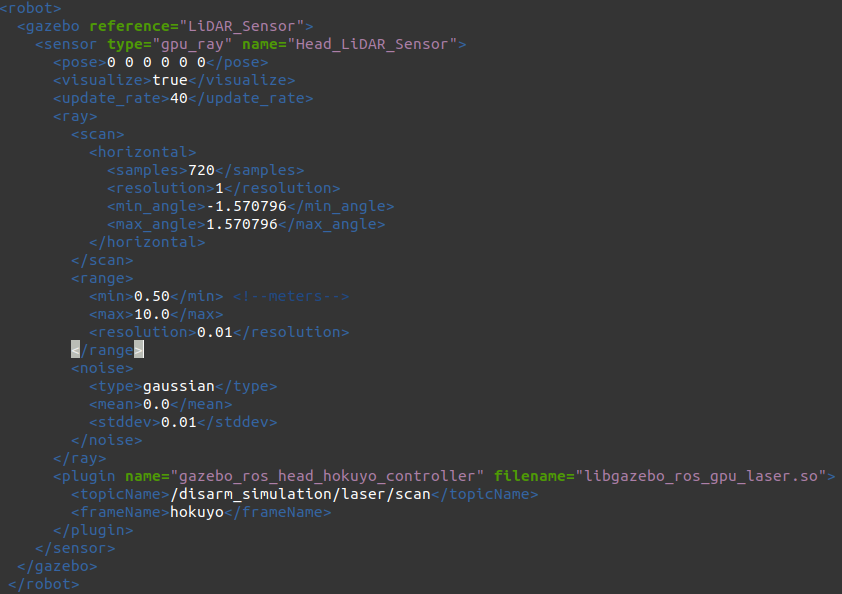 <robot>
<gazebo reference="LiDAR_Sensor">
<sensor type="gpu_ray" name="Head_LiDAR_Sensor">
<pose>0 0 0 0 0 0</pose>
<visualize>true</visualize>
<update_rate>40</update_rate>
<ray>
<scan>
<horizontal>
<samples>720</samples>
<resolution>1</resolution>
<min_angle>-1.570796</min_angle>
<max_angle>1.570796</max_angle>
</horizontal>
</scan>
<range>
<min>0.50</min> <!--meters-->
<max>10.0</max>
<resolution>0.01</resolution>
</range>
<noise>
<type>gaussian</type>
<mean>0.0</mean>
<stddev>0.01</stddev>
</noise>
</ray>
<plugin name="gazebo_ros_head_hokuyo_controller" filename="libgazebo_ros_gpu_laser.so">
<topicName>/disarm_simulation/laser/scan</topicName>
<frameName>hokuyo</frameName>
</plugin>
</sensor>
</gazebo>
</robot>